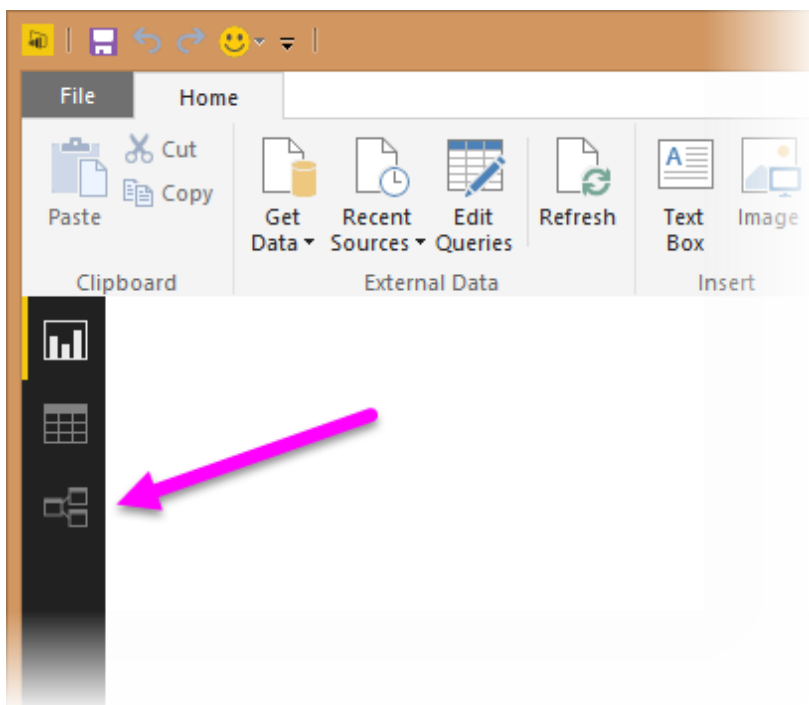 File Home
Cut
Copy
Paste
Get Data
Recent Sources
Edit Queries
Refresh
A
Text Box
Image
Clipboard External Data Insert